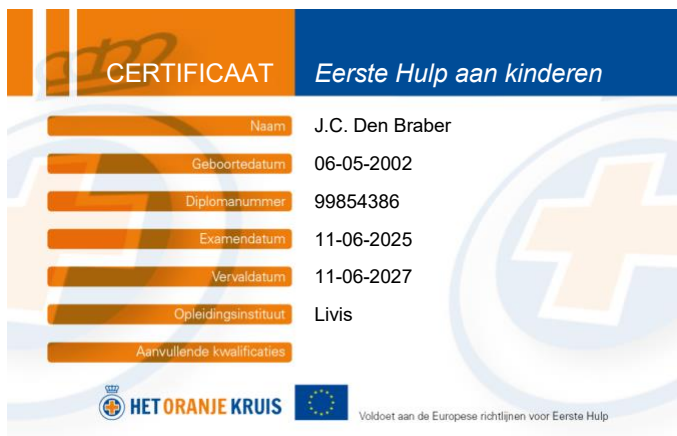 CERTIFICAAT Eerste Hulp aan kinderen
Naam J.C. Den Braber
Geboortedatum 06-05-2002
Diplomanummer 99854386
Examendatum 11-06-2025
Vervaldatum 11-06-2027
Opleidingsinstituut Livis
Aanvullende kwalificaties
HET ORANJE KRUIS Voldoet aan de Europese richtlijnen voor Eerste Hulp